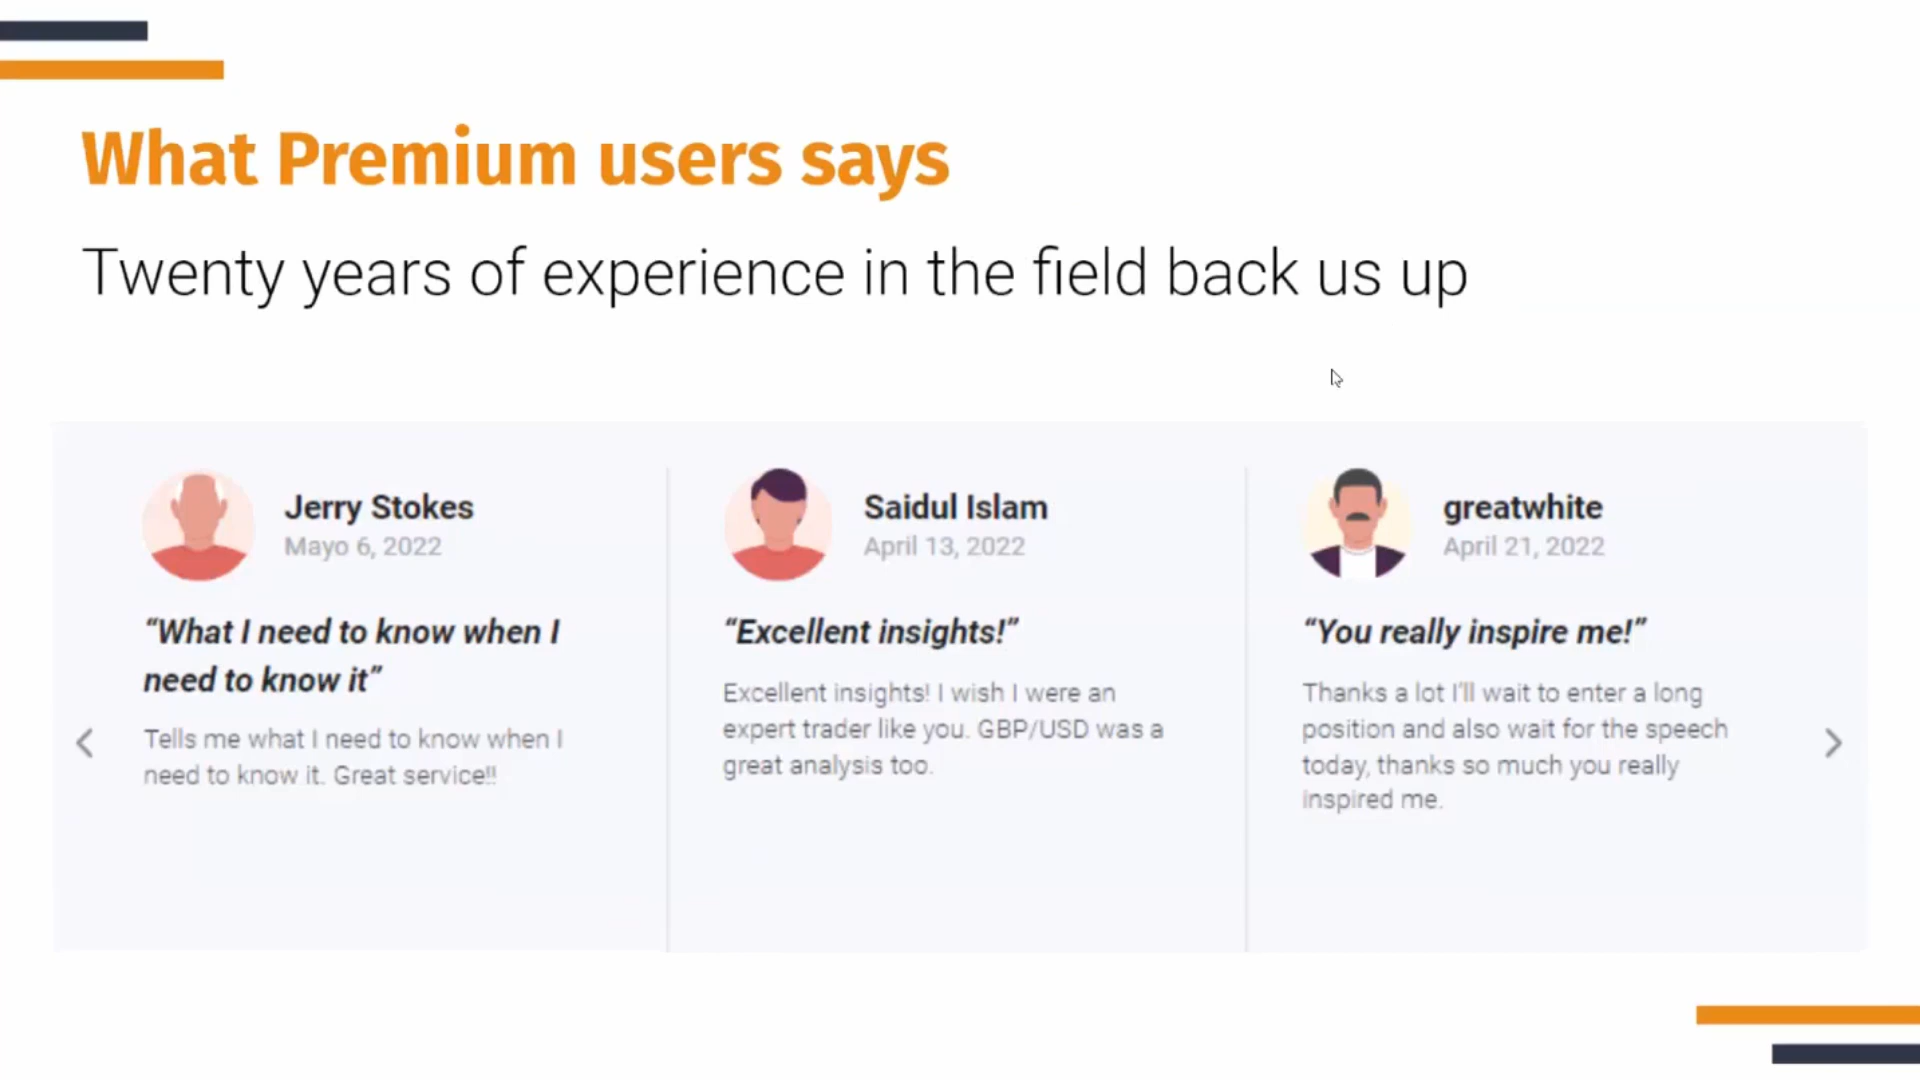 What Premium users says
Twenty years of experience in the field back us up
Jerry Stokes
Mayo 6, 2022
“What I need to know when I
need to know it”
Tells me what I need to know when I
need to know it. Great service!!
Saidul Islam
April 13, 2022
“Excellent insights!”
Excellent insights! I wish I were an
expert trader like you. GBP/USD was a
great analysis too.
greatwhite
April 21, 2022
“You really inspire me!”
Thanks a lot I'll wait to enter a long
position and also wait for the speech
today, thanks so much you really
inspired me.